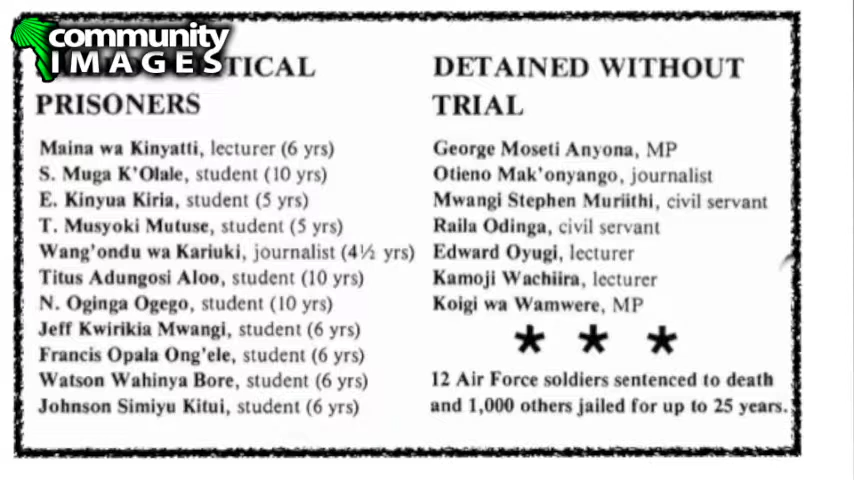 community
IMAGES
TICAL
PRISONERS
Maina wa Kinyatti, lecturer (6 yrs)
S. Muga K'Olale, student (10 yrs)
E. Kinyua Kiria, student (5 yrs)
T. Musyoki Mutuse, student (5 yrs)
Wang'ondu wa Kariuki, journalist (4½ yrs)
Titus Adungosi Aloo, student (10 yrs)
N. Oginga Ogego, student (10 yrs)
Jeff Kwirikia Mwangi, student (6 yrs)
Francis Opala Ong'ele, student (6 yrs)
Watson Wahinya Bore, student (6 yrs)
Johnson Simiyu Kitui, student (6 yrs)
DETAINED WITHOUT
TRIAL
George Moseti Anyona, MP
Otieno Mak'onyango, journalist
Mwangi Stephen Muriithi, civil servant
Raila Odinga, civil servant
Edward Oyugi, lecturer
Kamoji Wachiira, lecturer
Koigi wa Wamwere, MP
* * *
12 Air Force soldiers sentenced to death
and 1,000 others jailed for up to 25 years.